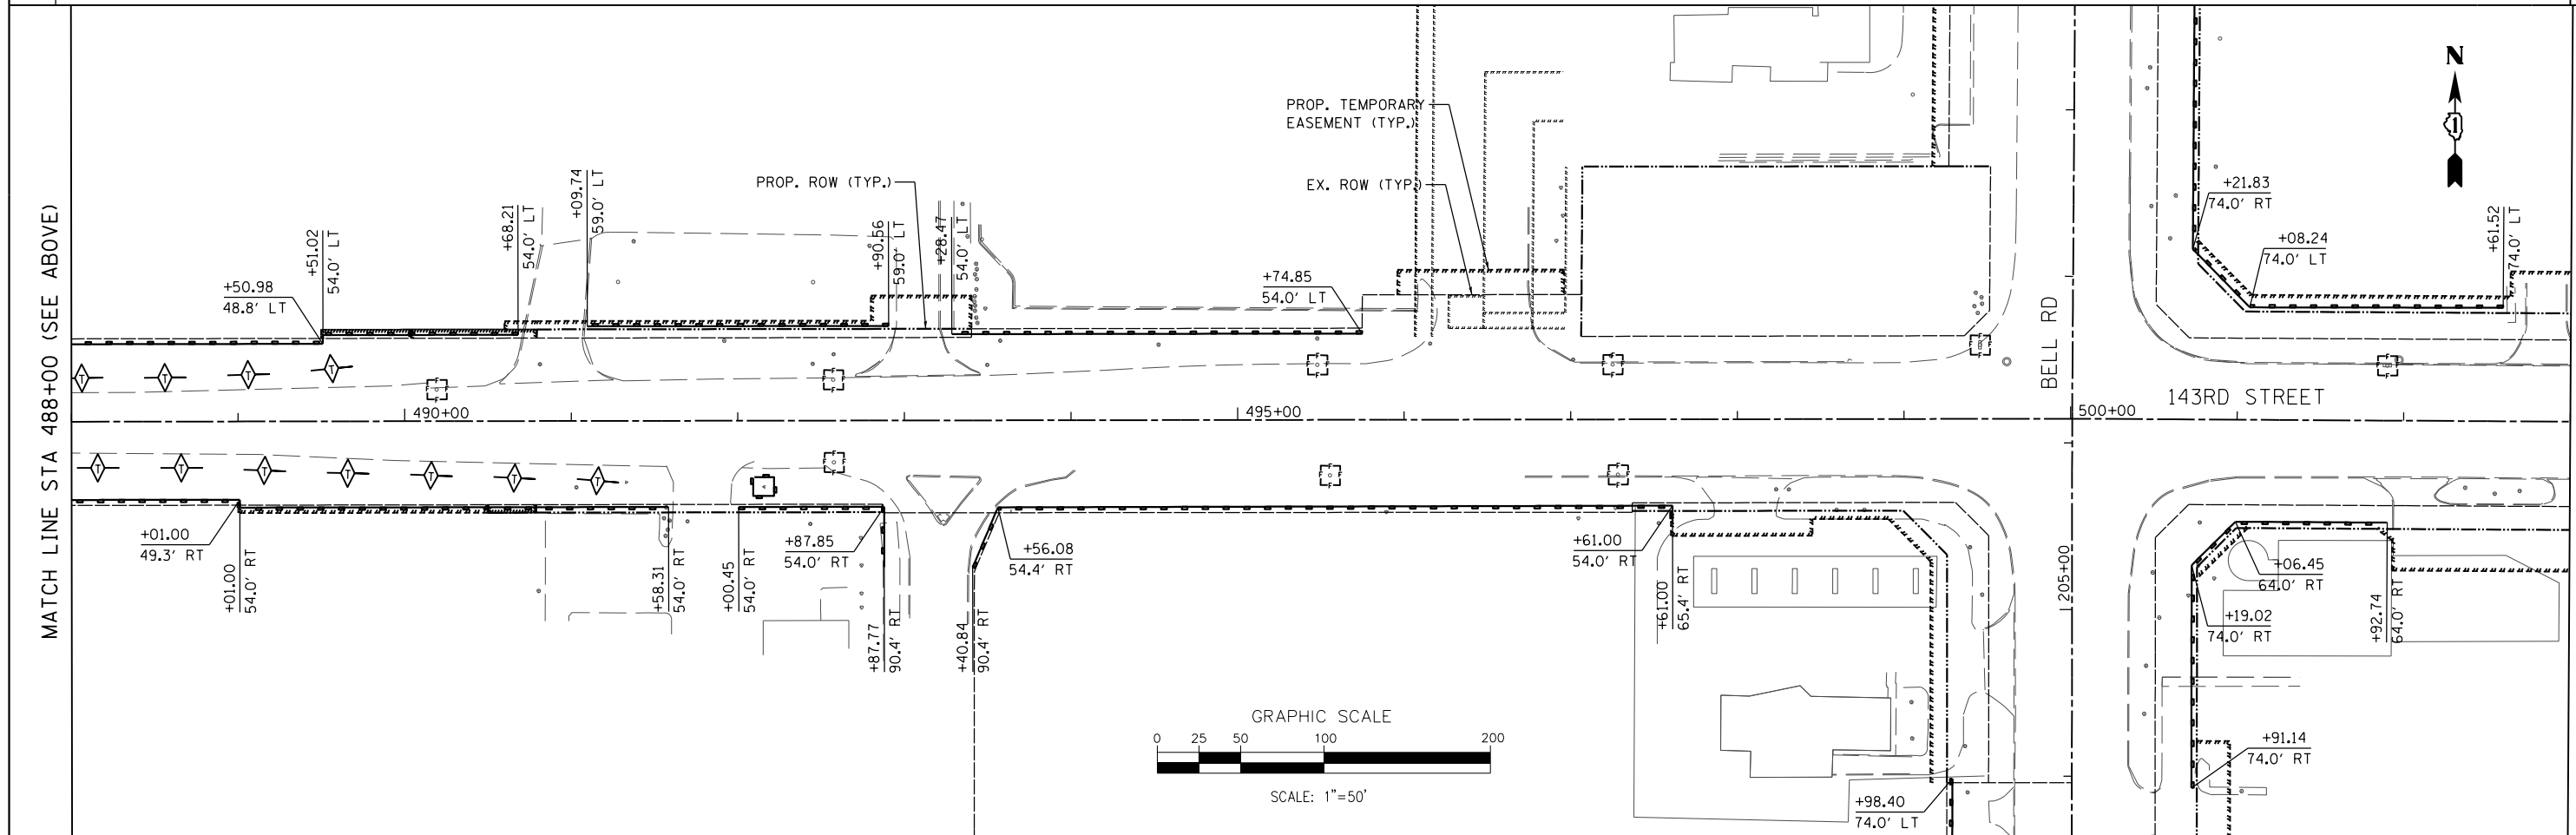 MATCH LINE STA 488+00 (SEE ABOVE)
+50.98
48.8' LT
+51.02
54.0' LT
+68.21
54.0' LT
+09.74
59.0' LT
PROP. ROW (TYP.)
+90.56
59.0' LT
+28.47
54.0' LT
+74.85
54.0' LT
PROP. TEMPORARY
EASEMENT (TYP.)
EX. ROW (TYP.)
BELL RD
N
1
+21.83
74.0' RT
+08.24
74.0' LT
+61.52
74.0' LT
T
T
T
T
F F F F
F F F F
F F F F
F F F F
F F F F
F F F F
490+00
495+00
500+00
143RD STREET
T
T
T
T
T
T
T
F F F F
F F F F
F F F F
+01.00
49.3' RT
+01.00
54.0' RT
+58.31
54.0' RT
+00.45
54.0' RT
+87.85
54.0' RT
+87.77
90.4' RT
+40.84
90.4' RT
+56.08
54.4' RT
+61.00
54.0' RT
+61.00
65.4' RT
205+00
+06.45
64.0' RT
+19.02
74.0' RT
+92.74
64.0' RT
+91.14
74.0' RT
+98.40
74.0' LT
GRAPHIC SCALE
0 25 50 100 200
SCALE: 1"=50'